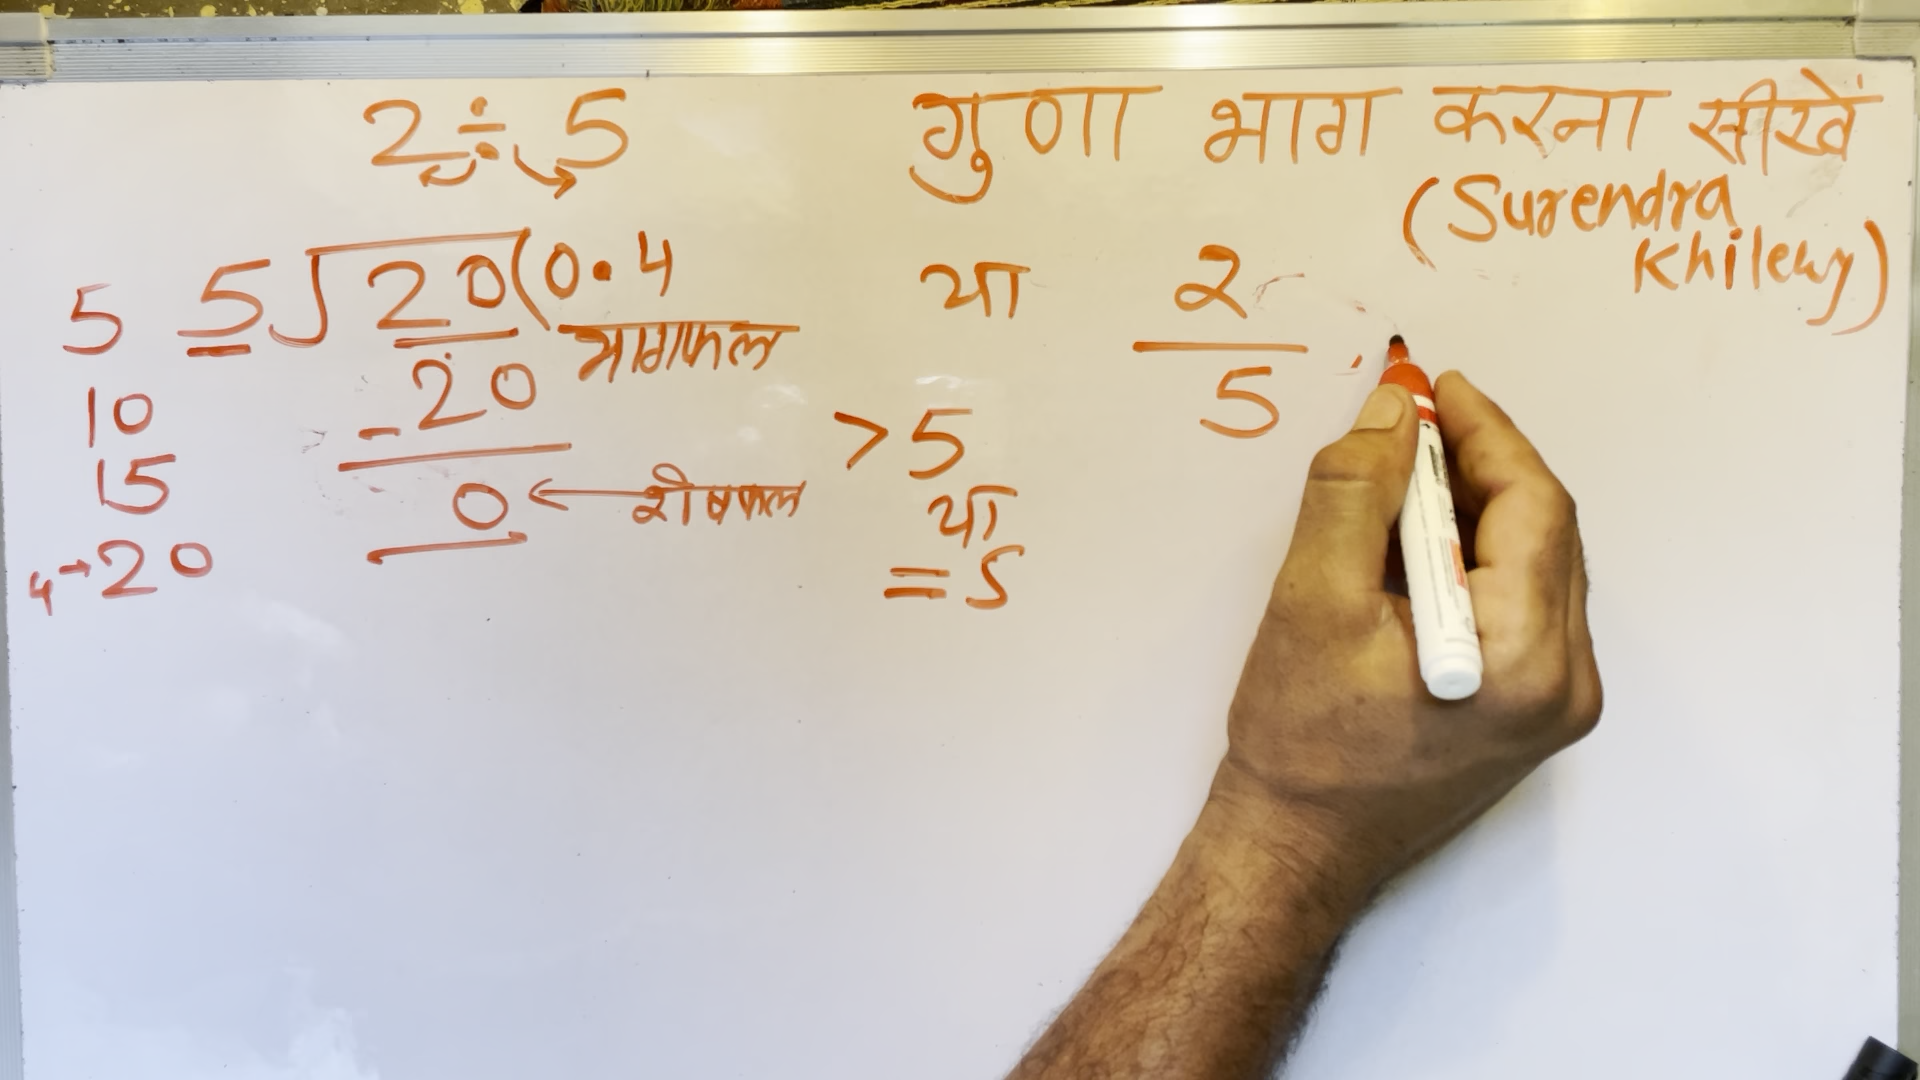 2 ÷ 5
गुणा भाग करना सीखें
(Surendra
Khilery)
5 5 20 ( 0.4
भागफल
- 20
0 ← शेषफल
5
10
15
4 → 20
या 2/5
> 5
या
= 5